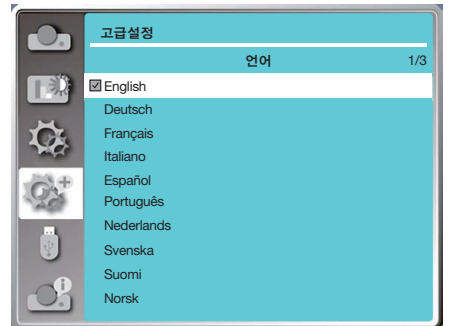 고급설정
언어 1/3
English
Deutsch
Français
Italiano
Español
Português
Nederlands
Svenska
Suomi
Norsk